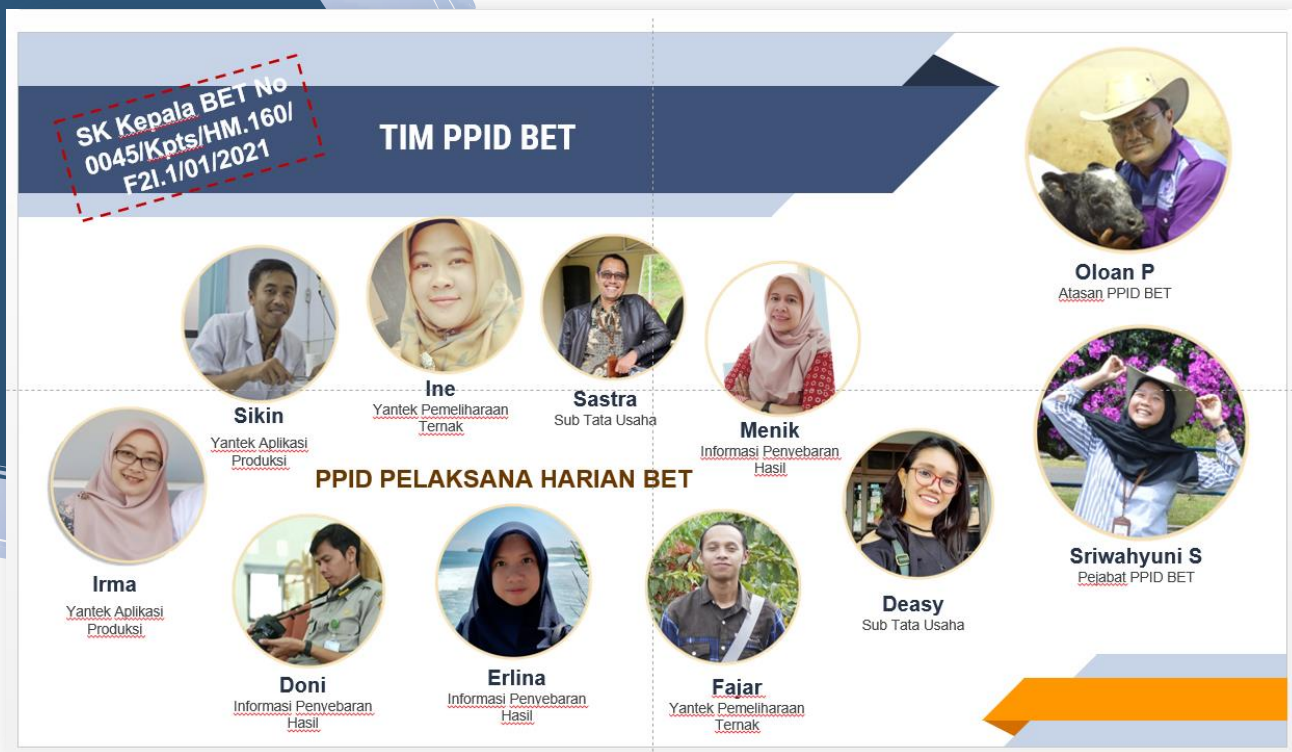 SK Kepala BET No
0045/Kpts/HM.160/
F2I.1/01/2021
TIM PPID BET
Oloan P
Atasan PPID BET
Sikin
Yantek Aplikasi
Produksi
Ine
Yantek Pemeliharaan
Ternak
Sastra
Sub Tata Usaha
Menik
Informasi Penyebaran
Hasil
PPID PELAKSANA HARIAN BET
Irma
Yantek Aplikasi
Produksi
Doni
Informasi Penyebaran
Hasil
Erlina
Informasi Penyebaran
Hasil
Fajar
Yantek Pemeliharaan
Ternak
Deasy
Sub Tata Usaha
Sriwahyuni S
Pejabat PPID BET